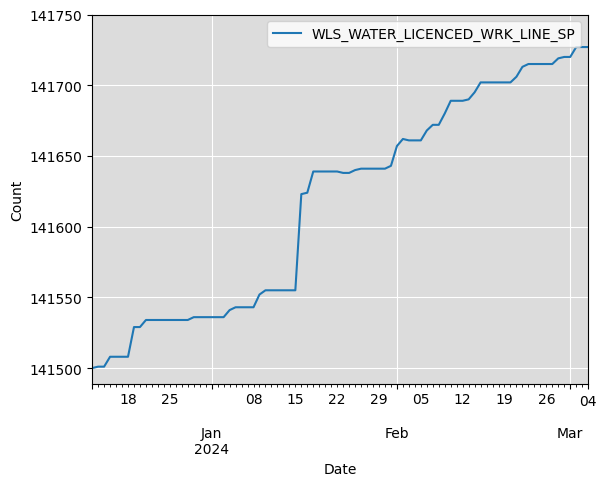 WLS_WATER_LICENCED_WRK_LINE_SP
141750
141700
141650
141600
141550
141500
Count
18 25 08 15 22 29 05 12 19 26 04
Jan Feb Mar
2024
Date